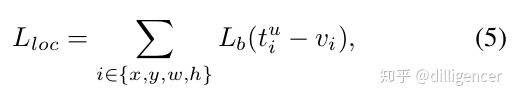 L_{loc} = \sum_{i \in \{x,y,w,h\}} L_b(t_i^u - v_i), (5)
知乎 @dilligencer